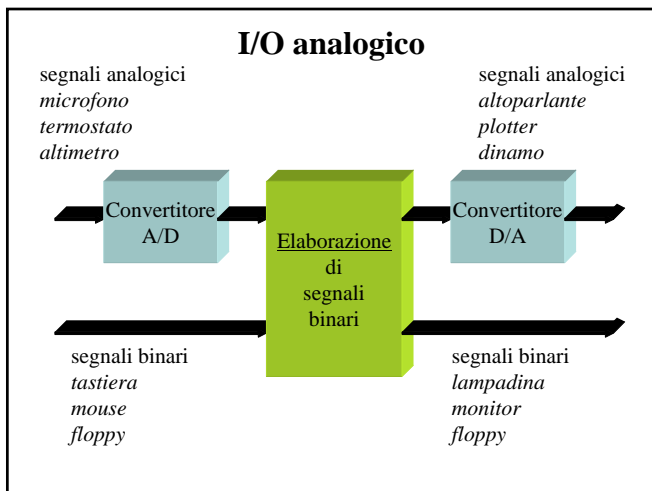 I/O analogico
segnali analogici
microfono
termostato
altimetro
segnali analogici
altoparlante
plotter
dinamo
Convertitore
A/D
Elaborazione
di
segnali
binari
Convertitore
D/A
segnali binari
tastiera
mouse
floppy
segnali binari
lampadina
monitor
floppy